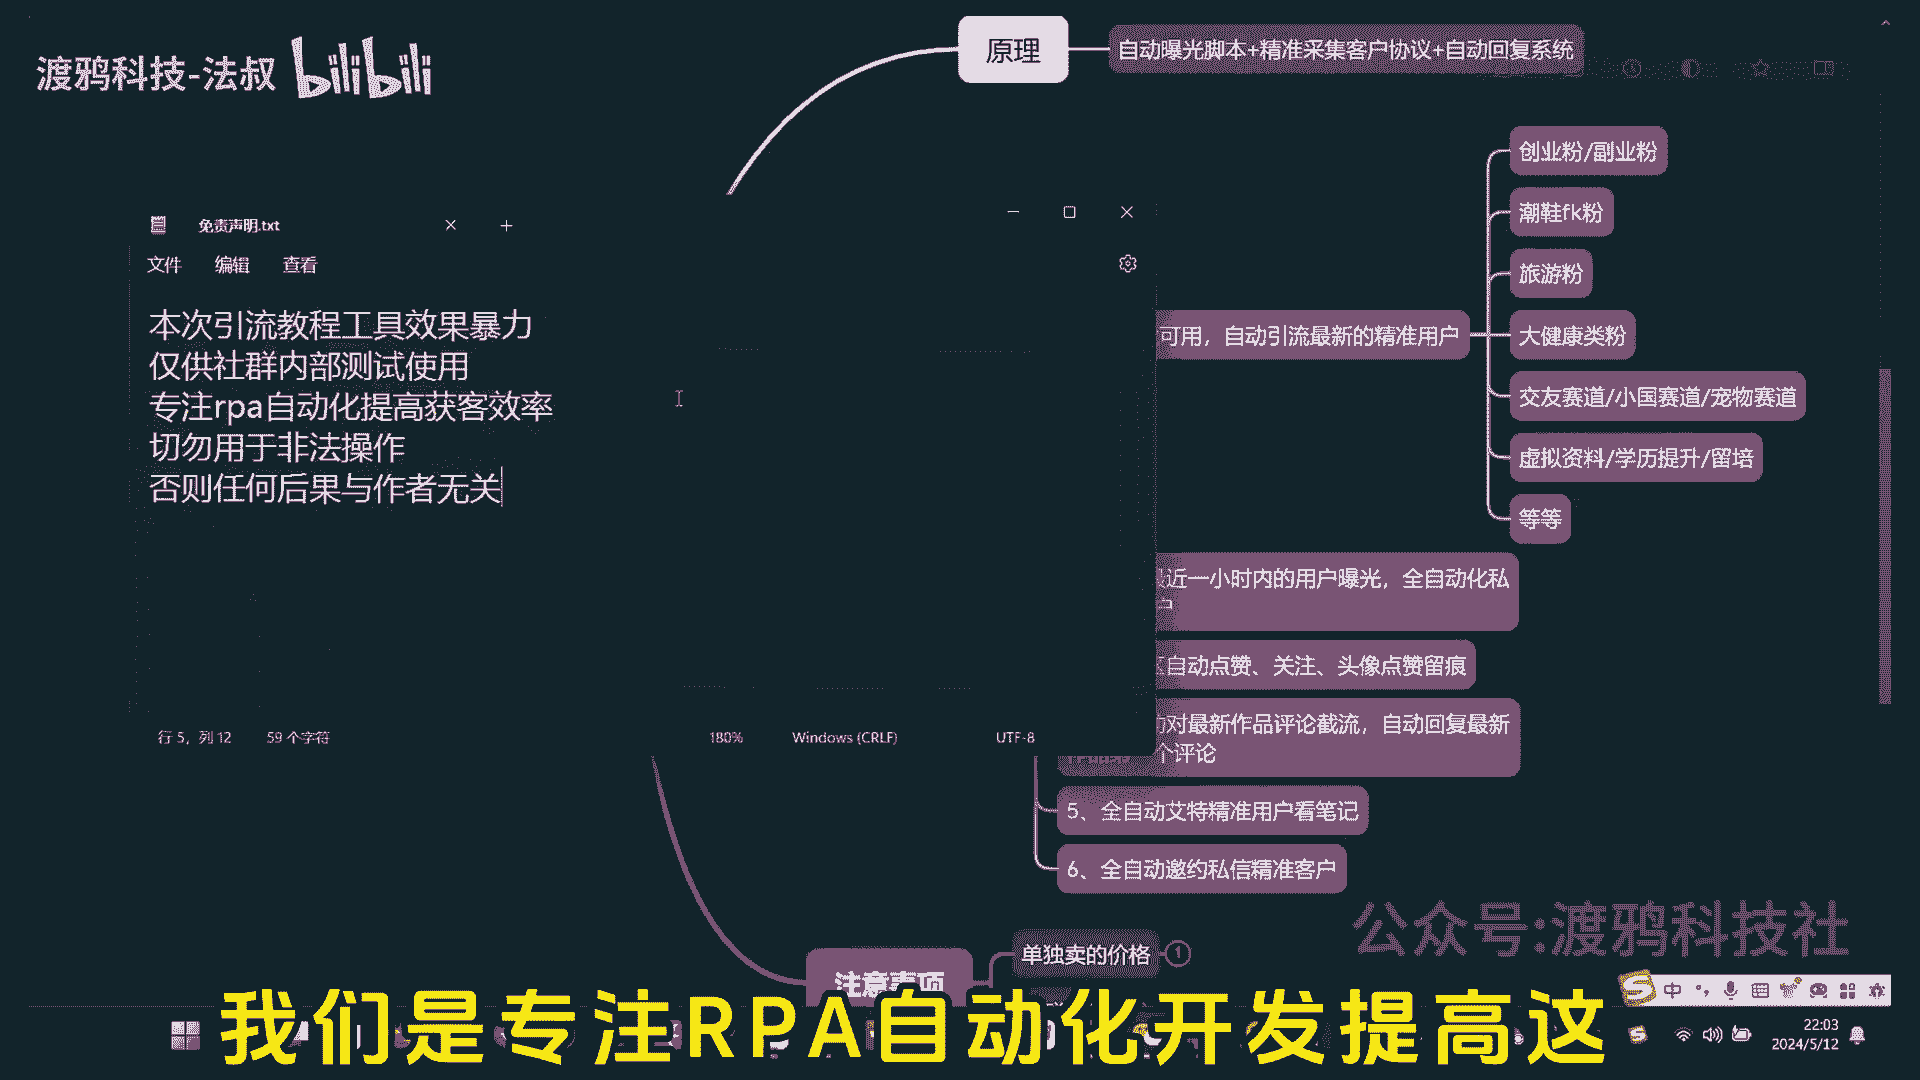 渡鸦科技-法叔 bilibili
原理
自动曝光脚本+精准采集客户协议+自动回复系统
创业粉/副业粉
潮鞋fk粉
旅游粉
可用，自动引流最新的精准用户
大健康类粉
交友赛道/小国赛道/宠物赛道
虚拟资料/学历提升/留培
等等
免责声明.txt
文件 编辑 查看
本次引流教程工具效果暴力
仅供社群内部测试使用
专注rpa自动化提高获客效率
切勿用于非法操作
否则任何后果与作者无关
行 5，列 12 59 个字符 180% Windows (CRLF) UTF-8
近一小时内的用户曝光，全自动化私
自动点赞、关注、头像点赞留痕
对最新作品评论截流，自动回复最新
个评论
5、全自动艾特精准用户看笔记
6、全自动邀约私信精准客户
公众号:渡鸦科技社
单独卖的价格 1
注意事项
中
我们是专注RPA自动化开发提高这
22:03
2024/5/12